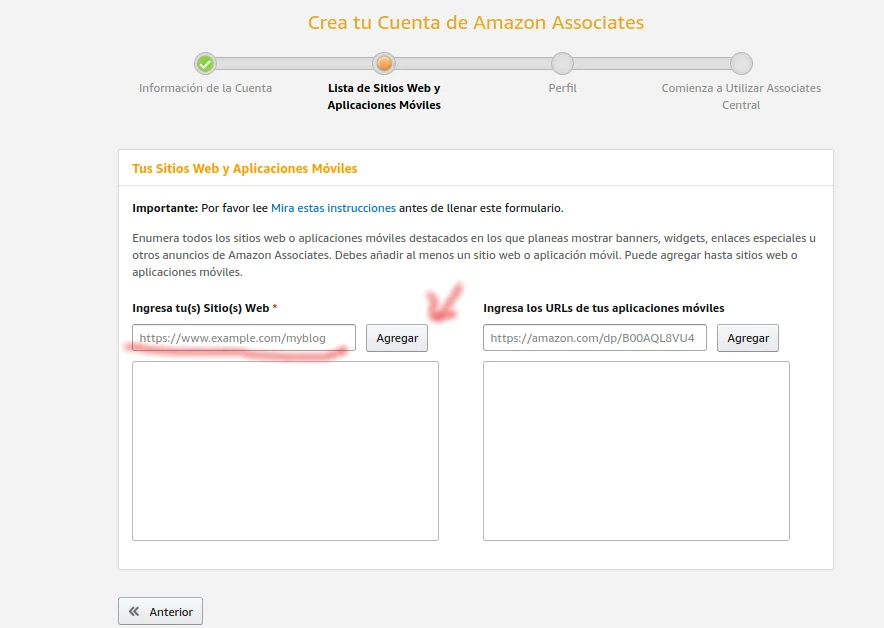 Crea tu Cuenta de Amazon Associates
Información de la Cuenta
Lista de Sitios Web y
Aplicaciones Móviles
Perfil
Comienza a Utilizar Associates
Central
Tus Sitios Web y Aplicaciones Móviles
Importante: Por favor lee Mira estas instrucciones antes de llenar este formulario.
Enumera todos los sitios web o aplicaciones móviles destacados en los que planeas mostrar banners, widgets, enlaces especiales u
otros anuncios de Amazon Associates. Debes añadir al menos un sitio web o aplicación móvil. Puede agregar hasta sitios web o
aplicaciones móviles.
Ingresa tu(s) Sitio(s) Web *
https://www.example.com/myblog
Agregar
Ingresa los URLs de tus aplicaciones móviles
https://amazon.com/dp/B00AQL8VU4
Agregar
« Anterior